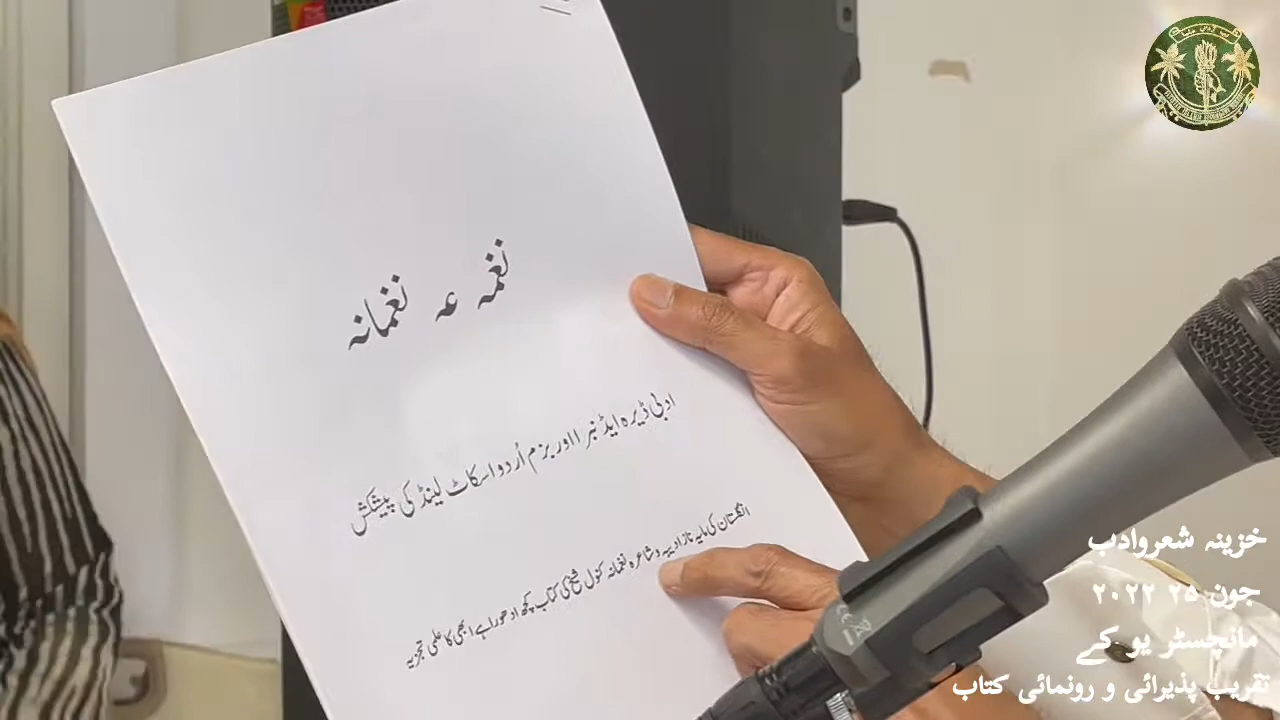 نغمہ ءہ نغمانہ
ادبی ڈیرہ ایڈنبرا اور بزم اُردو اسکاٹ لینڈ کی پیشکش
انگلستان کی مایہ ناز ادیبہ و شاعرہ نغمانہ کنول شیخ کی کتاب کچھ ادھورا ہے ابھی کا علمی تجزیہ
خزینہ شعروادب
جون ۲۵ ۲۰۲۲
مانچسٹر یو کے
تقریب پذیرائی و رونمائی کتاب